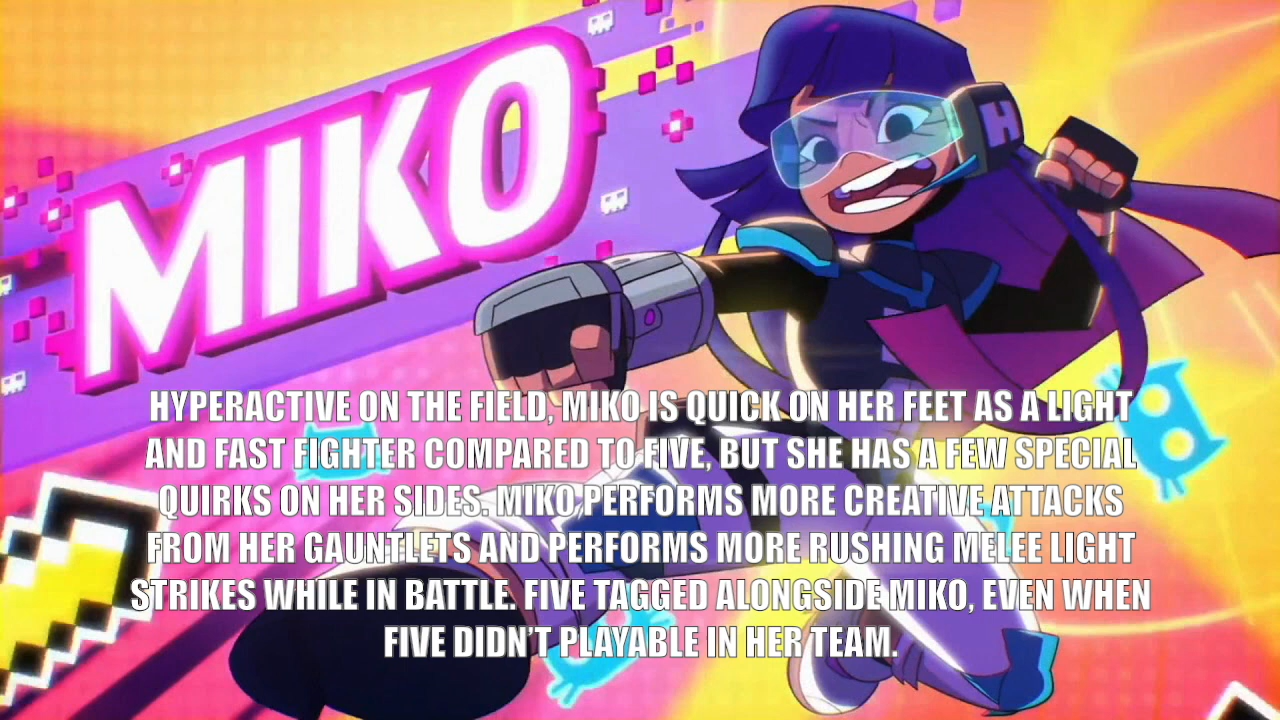 MIKO
H
HYPERACTIVE ON THE FIELD, MIKO IS QUICK ON HER FEET AS A LIGHT
AND FAST FIGHTER COMPARED TO FIVE, BUT SHE HAS A FEW SPECIAL
QUIRKS ON HER SIDES. MIKO PERFORMS MORE CREATIVE ATTACKS
FROM HER GAUNTLETS AND PERFORMS MORE RUSHING MELEE LIGHT
STRIKES WHILE IN BATTLE. FIVE TAGGED ALONGSIDE MIKO, EVEN WHEN
FIVE DIDN'T PLAYABLE IN HER TEAM.